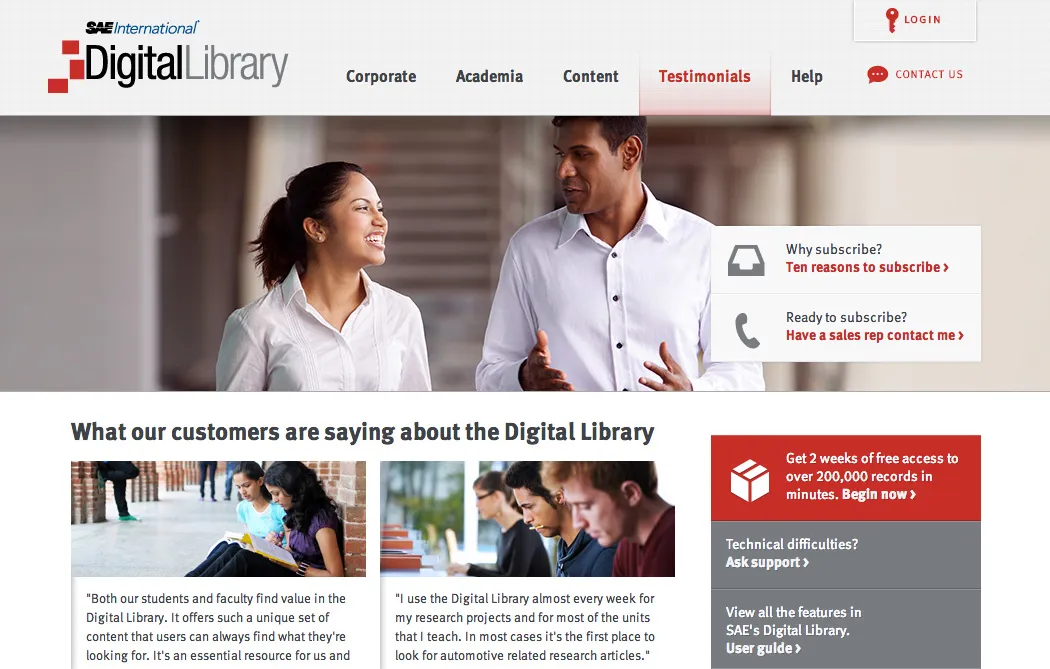 SAE International
DigitalLibrary
Corporate
Academia
Content
Testimonials
Help
LOGIN
CONTACT US
Why subscribe?
Ten reasons to subscribe ›
Ready to subscribe?
Have a sales rep contact me ›
What our customers are saying about the Digital Library
"Both our students and faculty find value in the
Digital Library. It offers such a unique set of
content that users can always find what they're
looking for. It's an essential resource for us and
"I use the Digital Library almost every week for
my research projects and for most of the units
that I teach. In most cases it's the first place to
look for automotive related research articles."
Get 2 weeks of free access to
over 200,000 records in
minutes. Begin now ›
Technical difficulties?
Ask support ›
View all the features in
SAE's Digital Library.
User guide ›